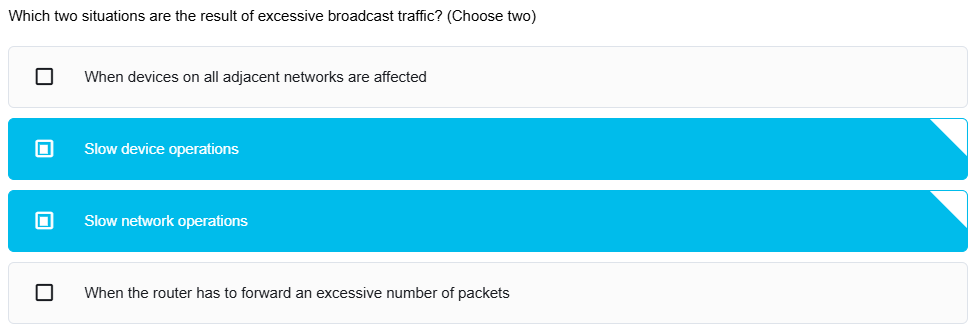 Which two situations are the result of excessive broadcast traffic? (Choose two)
When devices on all adjacent networks are affected
Slow device operations
Slow network operations
When the router has to forward an excessive number of packets